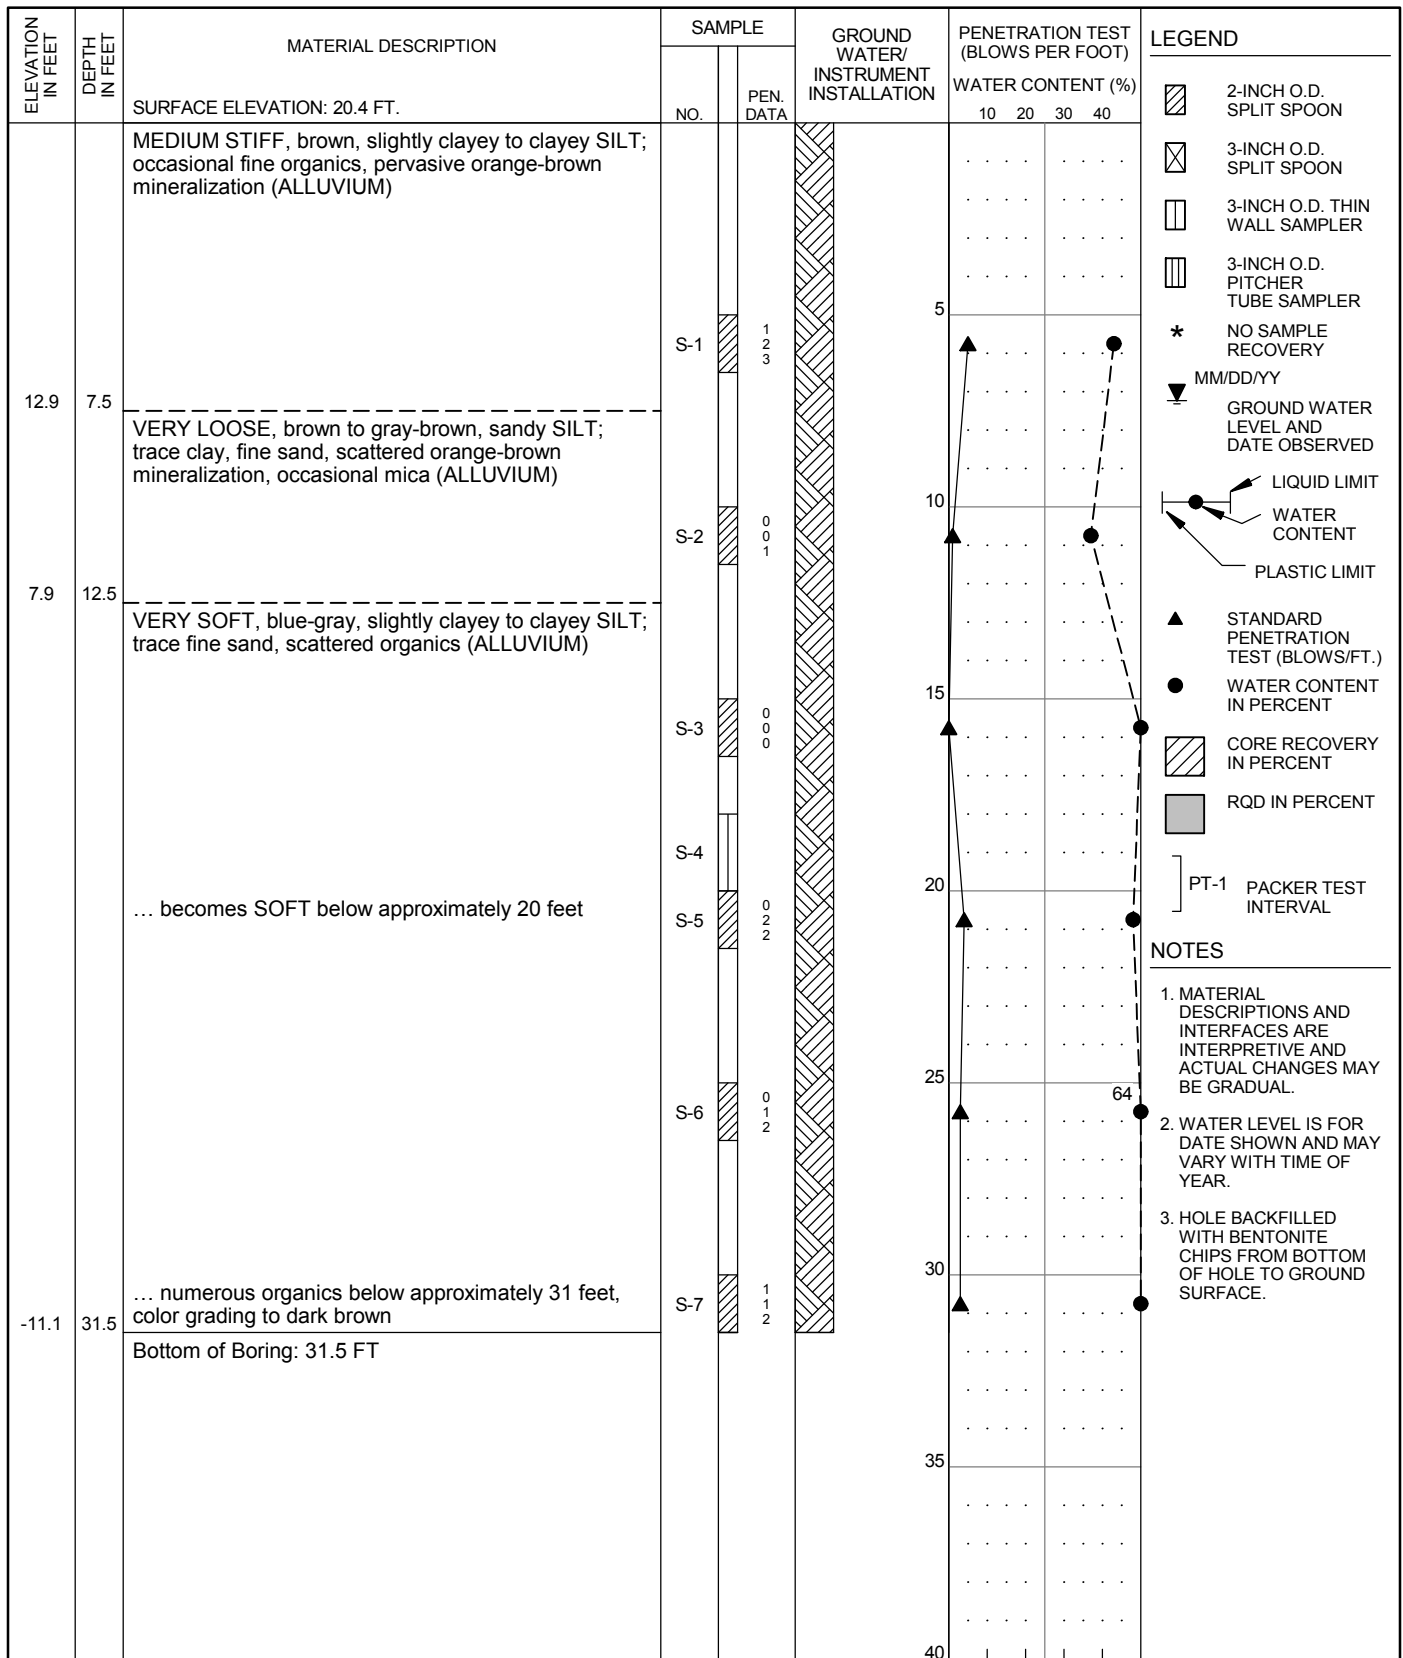 ELEVATION
IN FEET
DEPTH
IN FEET
MATERIAL DESCRIPTION
SURFACE ELEVATION: 20.4 FT.
SAMPLE
NO.
PEN.
DATA
GROUND
WATER/
INSTRUMENT
INSTALLATION
PENETRATION TEST
(BLOWS PER FOOT)
WATER CONTENT (%)
10 20 30 40
MEDIUM STIFF, brown, slightly clayey to clayey SILT;
occasional fine organics, pervasive orange-brown
mineralization (ALLUVIUM)
5
S-1
1
2
3
12.9 7.5
VERY LOOSE, brown to gray-brown, sandy SILT;
trace clay, fine sand, scattered orange-brown
mineralization, occasional mica (ALLUVIUM)
10
S-2
0
0
1
7.9 12.5
VERY SOFT, blue-gray, slightly clayey to clayey SILT;
trace fine sand, scattered organics (ALLUVIUM)
15
S-3
0
0
0
S-4
20
… becomes SOFT below approximately 20 feet
S-5
0
2
2
25
64
S-6
0
1
2
30
… numerous organics below approximately 31 feet,
color grading to dark brown
S-7
1
1
2
-11.1 31.5
Bottom of Boring: 31.5 FT
35
40
LEGEND
2-INCH O.D.
SPLIT SPOON
3-INCH O.D.
SPLIT SPOON
3-INCH O.D. THIN
WALL SAMPLER
3-INCH O.D.
PITCHER
TUBE SAMPLER
* NO SAMPLE
RECOVERY
MM/DD/YY
GROUND WATER
LEVEL AND
DATE OBSERVED
LIQUID LIMIT
WATER
CONTENT
PLASTIC LIMIT
STANDARD
PENETRATION
TEST (BLOWS/FT.)
WATER CONTENT
IN PERCENT
CORE RECOVERY
IN PERCENT
RQD IN PERCENT
PT-1 PACKER TEST
INTERVAL
NOTES
1. MATERIAL
DESCRIPTIONS AND
INTERFACES ARE
INTERPRETIVE AND
ACTUAL CHANGES MAY
BE GRADUAL.
2. WATER LEVEL IS FOR
DATE SHOWN AND MAY
VARY WITH TIME OF
YEAR.
3. HOLE BACKFILLED
WITH BENTONITE
CHIPS FROM BOTTOM
OF HOLE TO GROUND
SURFACE.